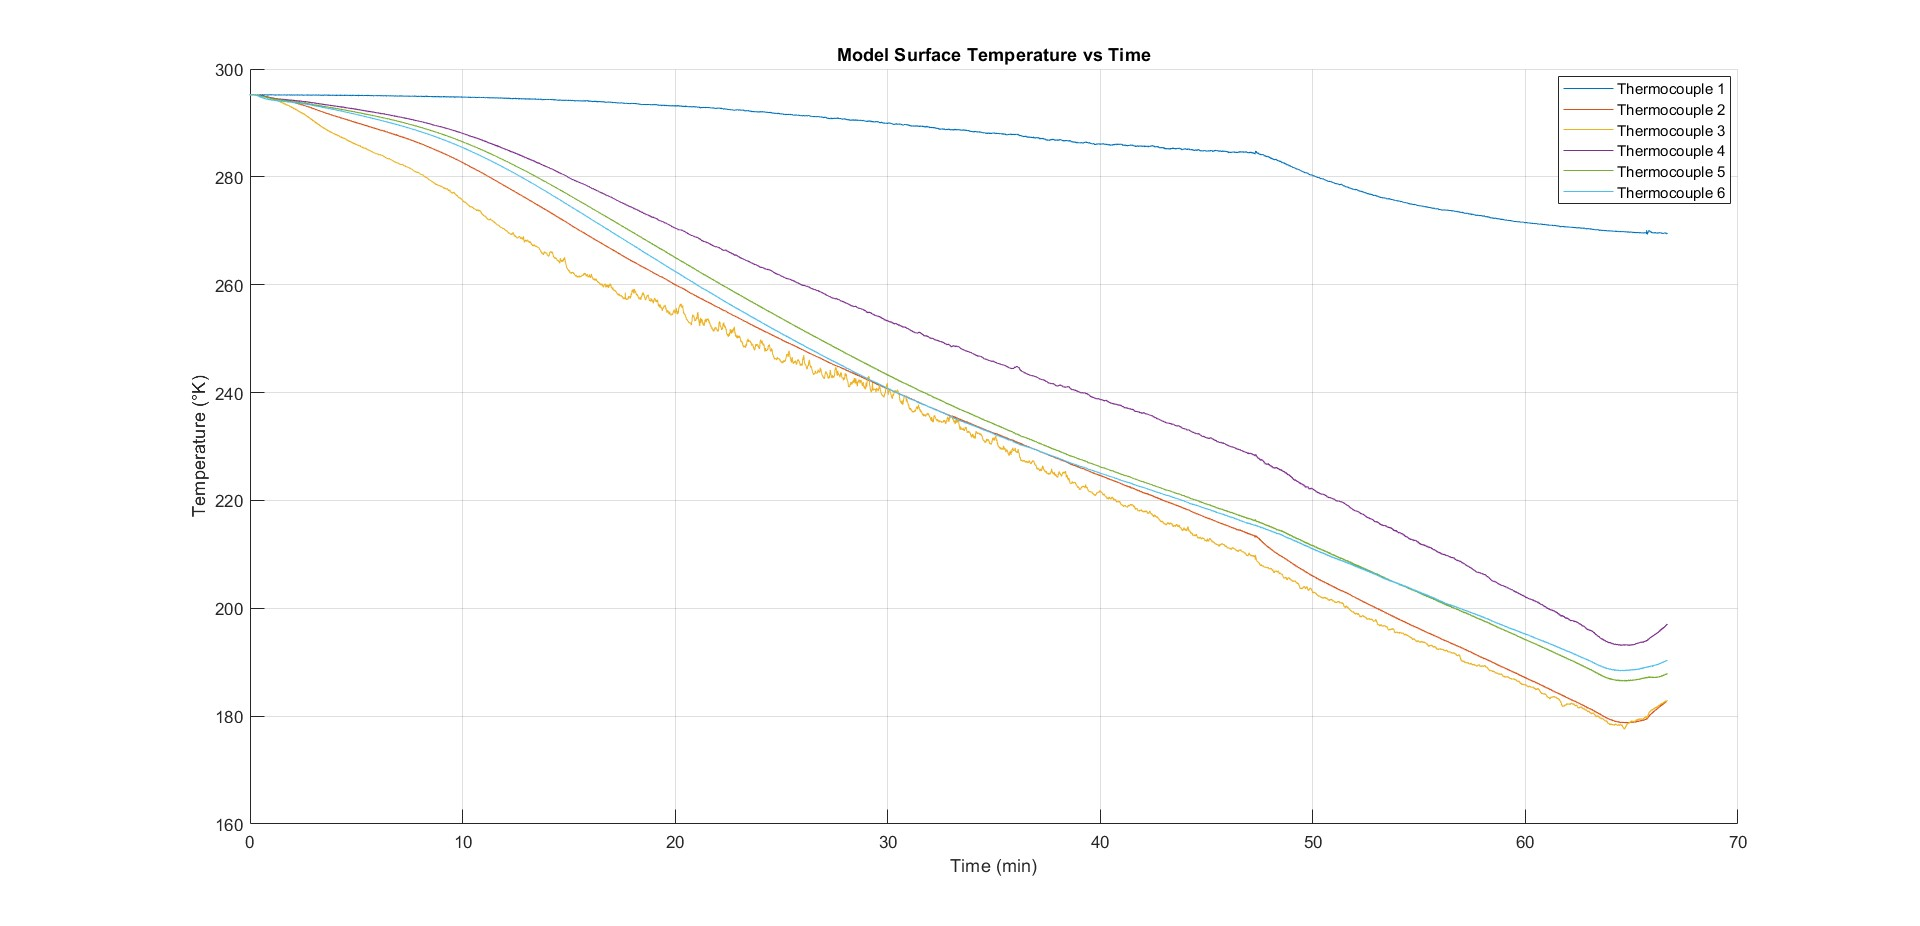 Model Surface Temperature vs Time
300
280
260
240
220
200
180
160
Temperature (°K)
0 10 20 30 40 50 60 70
Time (min)
Thermocouple 1
Thermocouple 2
Thermocouple 3
Thermocouple 4
Thermocouple 5
Thermocouple 6